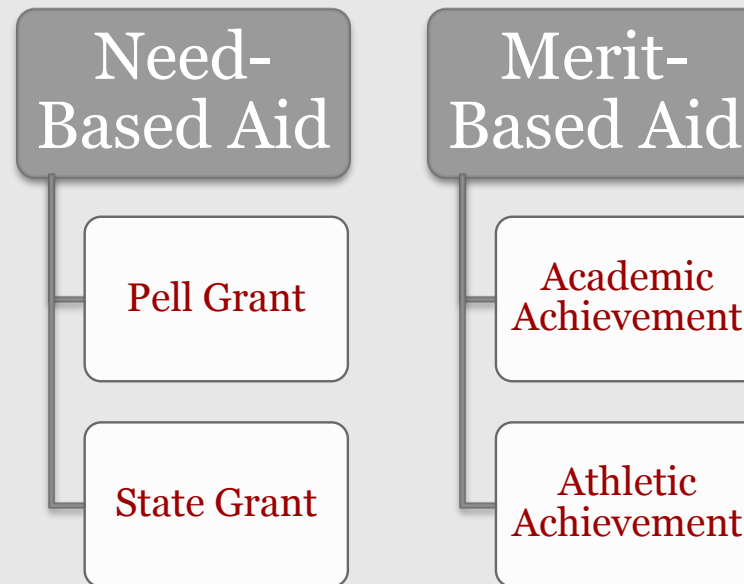 Need-
Based Aid
Pell Grant
State Grant
Merit-
Based Aid
Academic
Achievement
Athletic
Achievement